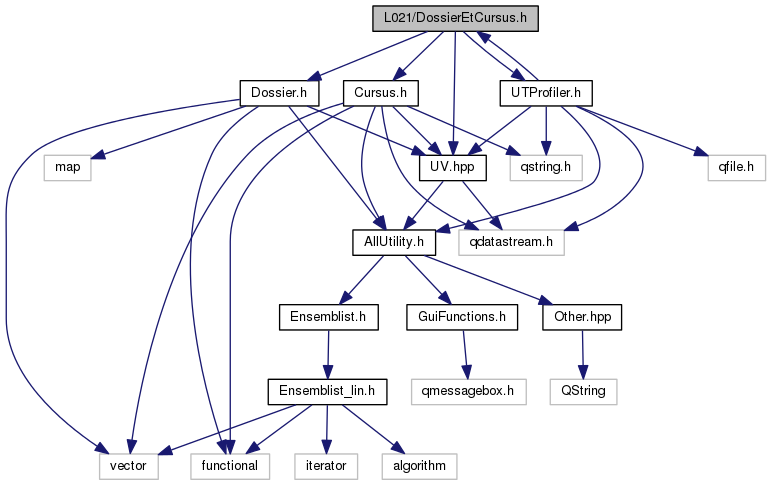 L021/DossierEtCursus.h
Dossier.h
Cursus.h
UTProfiler.h
map
UV.hpp
qstring.h
qfile.h
AllUtility.h
qdatastream.h
Ensemblist.h
GuiFunctions.h
Other.hpp
Ensemblist_lin.h
qmessagebox.h
QString
vector
functional
iterator
algorithm